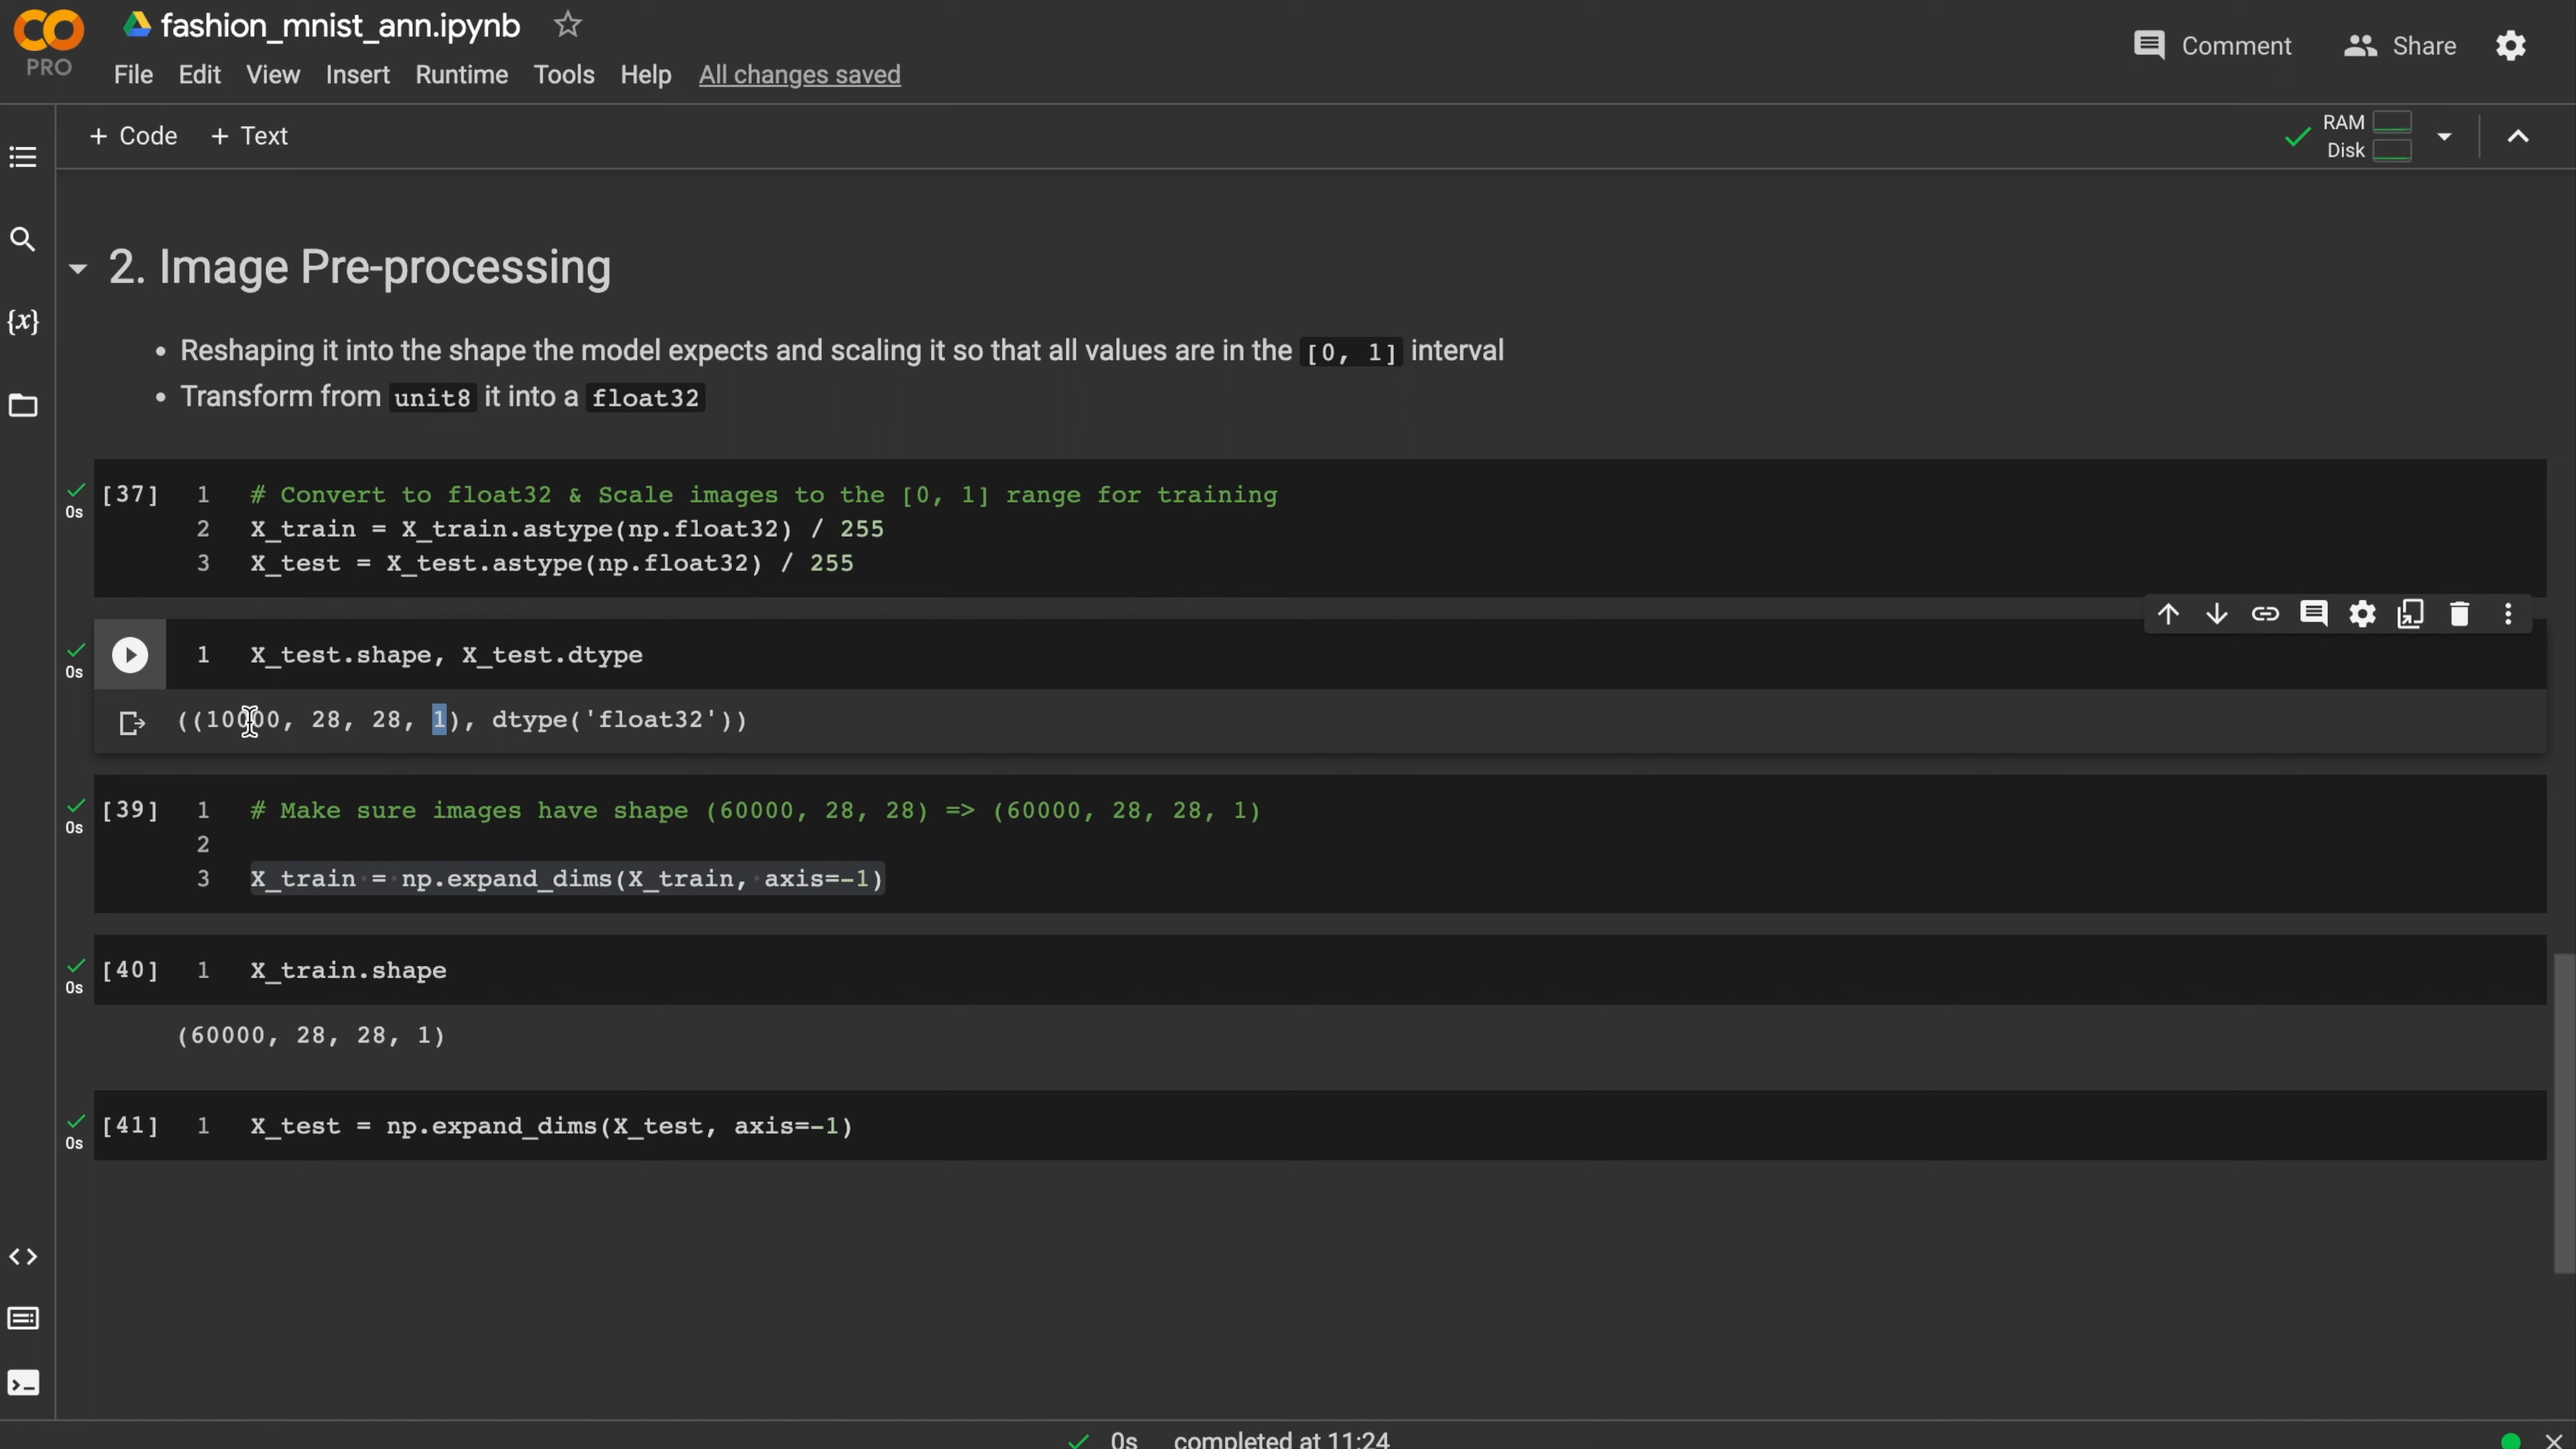 fashion_mnist_ann.ipynb
PRO
File Edit View Insert Runtime Tools Help All changes saved
Comment Share
+ Code + Text
RAM
Disk
2. Image Pre-processing
• Reshaping it into the shape the model expects and scaling it so that all values are in the [0, 1] interval
• Transform from unit8 it into a float32
[37] 1 # Convert to float32 & Scale images to the [0, 1] range for training
0s
2 X_train = X_train.astype(np.float32) / 255
3 X_test = X_test.astype(np.float32) / 255
1 X_test.shape, X_test.dtype
0s
((10000, 28, 28, 1), dtype('float32'))
[39] 1 # Make sure images have shape (60000, 28, 28) => (60000, 28, 28, 1)
0s
2
3 X_train = np.expand_dims(X_train, axis=-1)
[40] 1 X_train.shape
0s
(60000, 28, 28, 1)
[41] 1 X_test = np.expand_dims(X_test, axis=-1)
0s
0s completed at 11:24